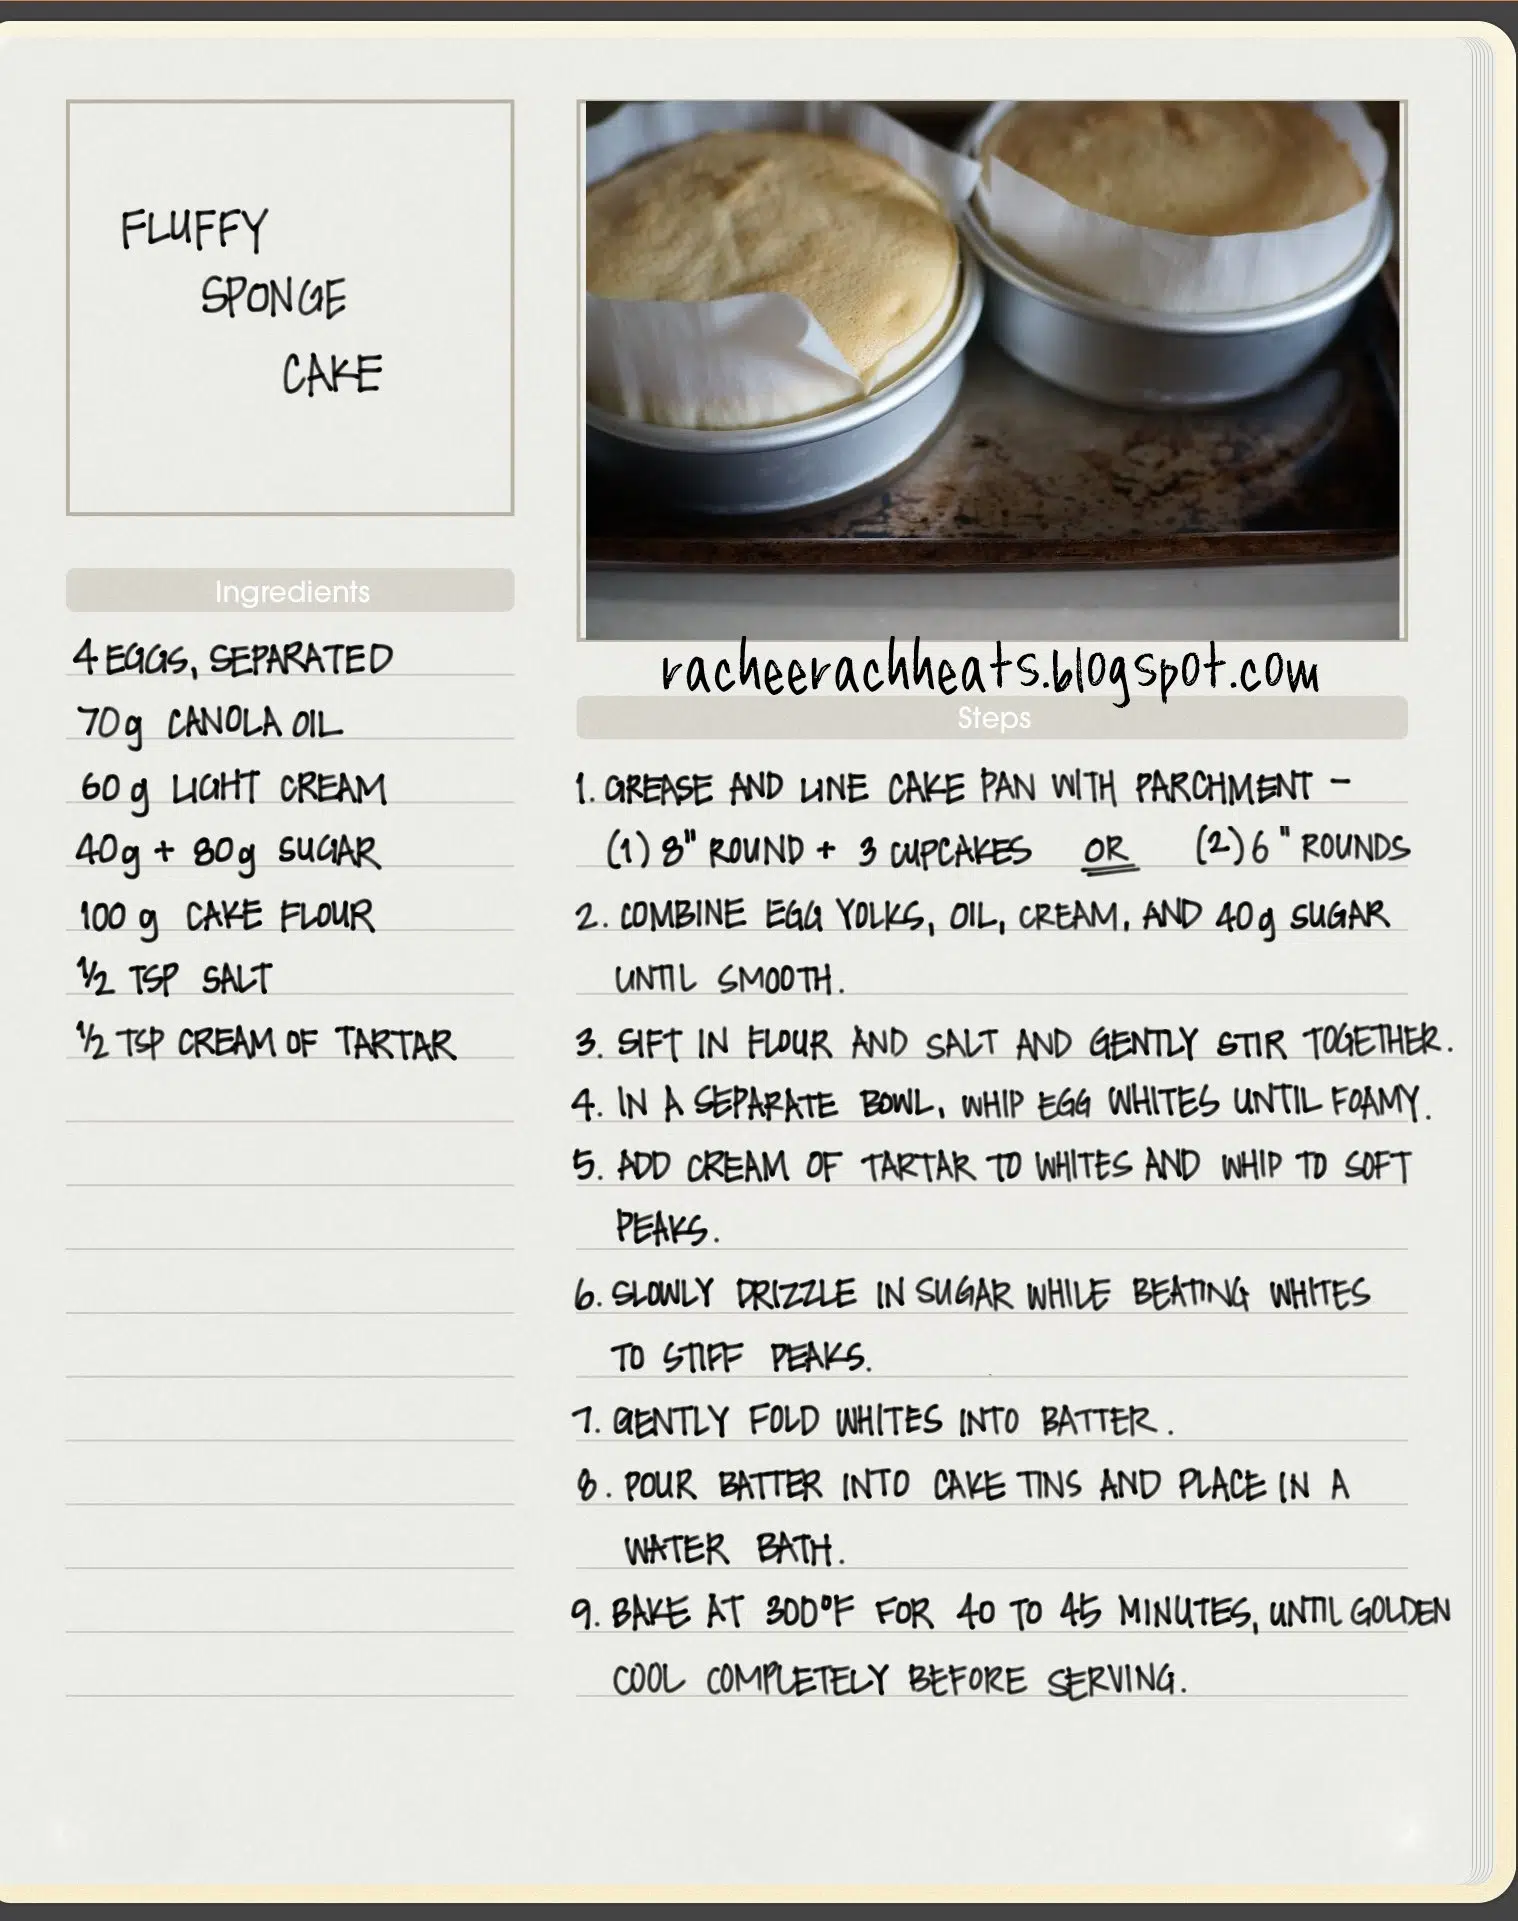 FLUFFY
SPONGE
CAKE
Ingredients
4 EGGS, SEPARATED
70g CANOLA OIL
60g LIGHT CREAM
40g + 80g SUGAR
100g CAKE FLOUR
1/2 TSP SALT
1/2 TSP CREAM OF TARTAR
racheerachheats.blogspot.com
Steps
1. GREASE AND LINE CAKE PAN WITH PARCHMENT -
(1) 8" ROUND + 3 CUPCAKES OR (2) 6" ROUNDS
2. COMBINE EGG YOLKS, OIL, CREAM, AND 40g SUGAR
UNTIL SMOOTH.
3. SIFT IN FLOUR AND SALT AND GENTLY STIR TOGETHER.
4. IN A SEPARATE BOWL, WHIP EGG WHITES UNTIL FOAMY.
5. ADD CREAM OF TARTAR TO WHITES AND WHIP TO SOFT
PEAKS.
6. SLOWLY DRIZZLE IN SUGAR WHILE BEATING WHITES
TO STIFF PEAKS.
7. GENTLY FOLD WHITES INTO BATTER.
8. POUR BATTER INTO CAKE TINS AND PLACE IN A
WATER BATH.
9. BAKE AT 300°F FOR 40 TO 45 MINUTES, UNTIL GOLDEN
COOL COMPLETELY BEFORE SERVING.